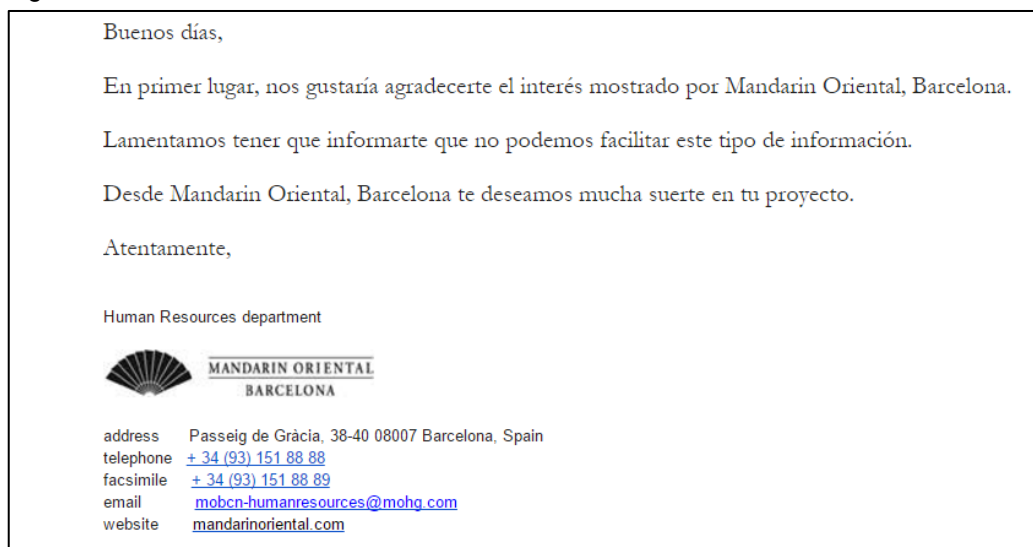 Buenos días,
En primer lugar, nos gustaría agradecerte el interés mostrado por Mandarin Oriental, Barcelona.
Lamentamos tener que informarte que no podemos facilitar este tipo de información.
Desde Mandarin Oriental, Barcelona te deseamos mucha suerte en tu proyecto.
Atentamente,
Human Resources department
MANDARIN ORIENTAL
BARCELONA
address Passeig de Gràcia, 38-40 08007 Barcelona, Spain
telephone + 34 (93) 151 88 88
facsimile + 34 (93) 151 88 89
email mobcn-humanresources@mohg.com
website mandarinoriental.com